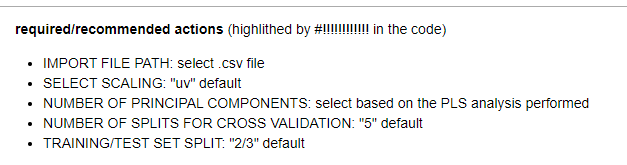 required/recommended actions (highlithed by #!!!!!!!!!!!! in the code)
• IMPORT FILE PATH: select .csv file
• SELECT SCALING: "uv" default
• NUMBER OF PRINCIPAL COMPONENTS: select based on the PLS analysis performed
• NUMBER OF SPLITS FOR CROSS VALIDATION: "5" default
• TRAINING/TEST SET SPLIT: "2/3" default